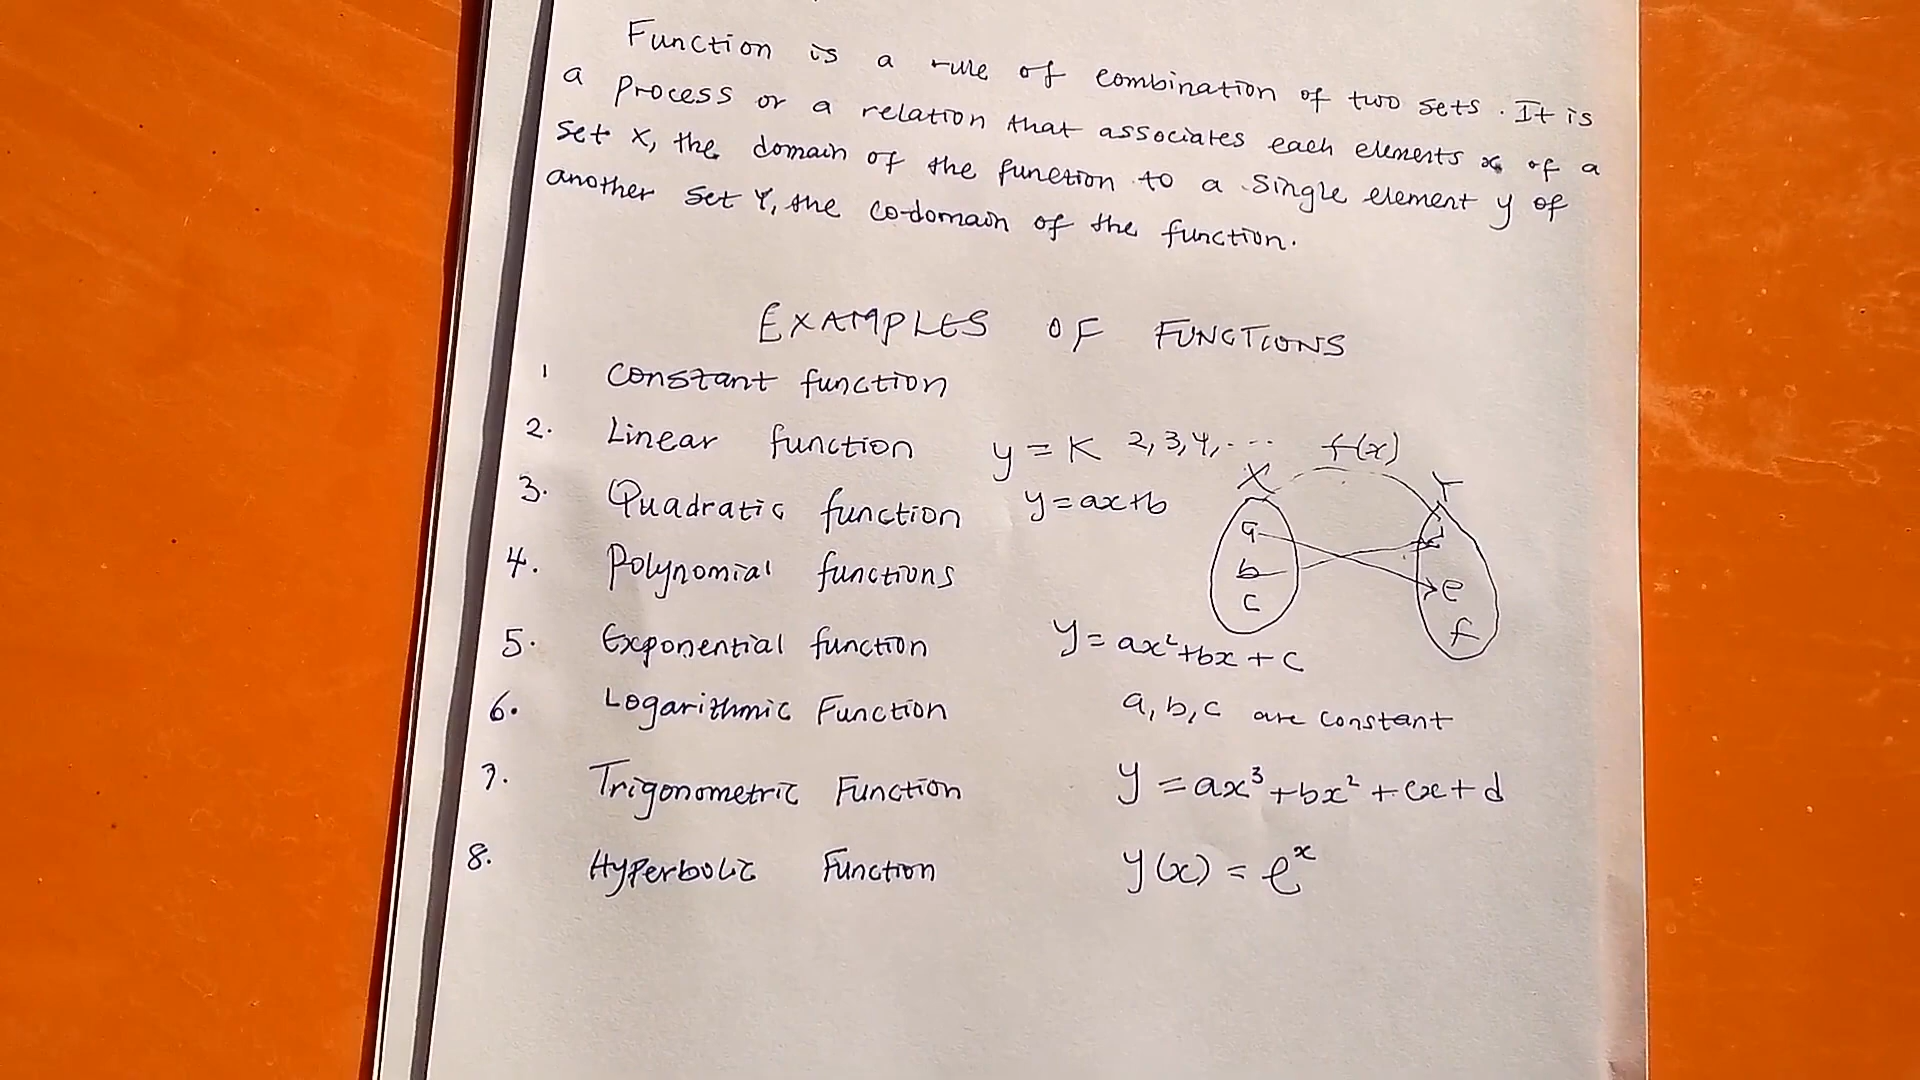 Function is a rule of combination of two sets. It is
a process or a relation that associates each elements x of a
set X, the domain of the function to a single element y of
another set Y, the co-domain of the function.
EXAMPLES OF FUNCTIONS
1 Constant function
2. Linear function y = K 2,3,4,... f(x)
3. Quadratic function y = ax+b
X Y
a d
b e
c f
4. Polynomial functions
5. Exponential function y = ax²+bx + c
6. Logarithmic Function a, b, c are constant
7. Trigonometric Function y = ax³ + bx² + cx + d
8. Hyperbolic Function y(x) = e^x